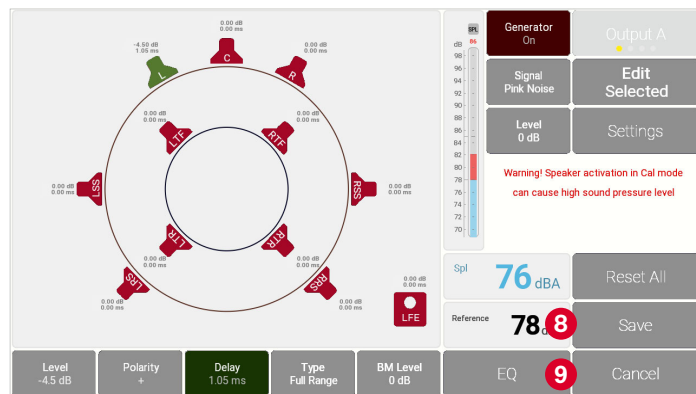 0.00 dB
0.00 ms
C
-4.50 dB
1.05 ms
L
0.00 dB
0.00 ms
R
0.00 dB
0.00 ms
LTF
0.00 dB
0.00 ms
RTF
0.00 dB
0.00 ms
LSS
RSS
0.00 dB
0.00 ms
0.00 dB
0.00 ms
LTR
0.00 dB
0.00 ms
RTR
0.00 dB
0.00 ms
LRS
0.00 dB
0.00 ms
RRS
0.00 dB
0.00 ms
LFE
SPL
dB
86
98
96
94
92
90
88
86
84
82
80
78
76
74
72
70
Generator
On
Output A
Signal
Pink Noise
Edit
Selected
Level
0 dB
Settings
Warning! Speaker activation in Cal mode
can cause high sound pressure level
Spl
76 dBA
Reset All
Reference
78 d
8
Save
Level
-4.5 dB
Polarity
+
Delay
1.05 ms
Type
Full Range
BM Level
0 dB
EQ
9
Cancel